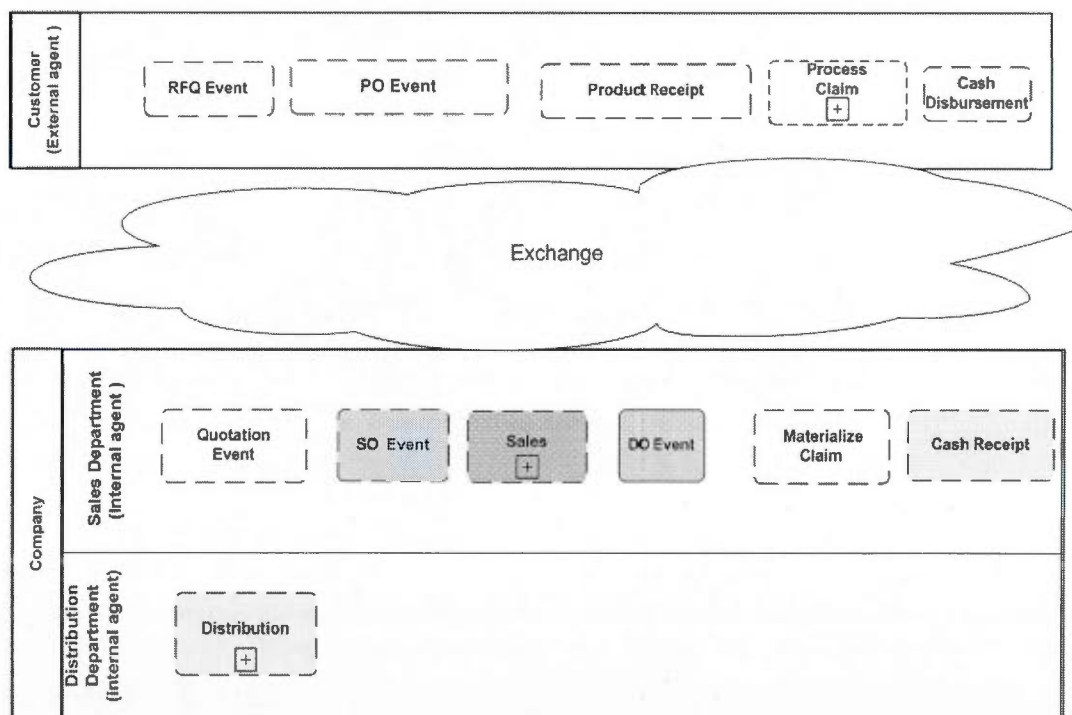 Customer
(External agent)
RFQ Event
PO Event
Product Receipt
Process
Claim
+
Cash
Disbursement
Exchange
Company
Sales Department
(Internal agent )
Quotation
Event
SO Event
Sales
+
DO Event
Materialize
Claim
Cash Receipt
Distribution
Department
(Internal agent)
Distribution
+